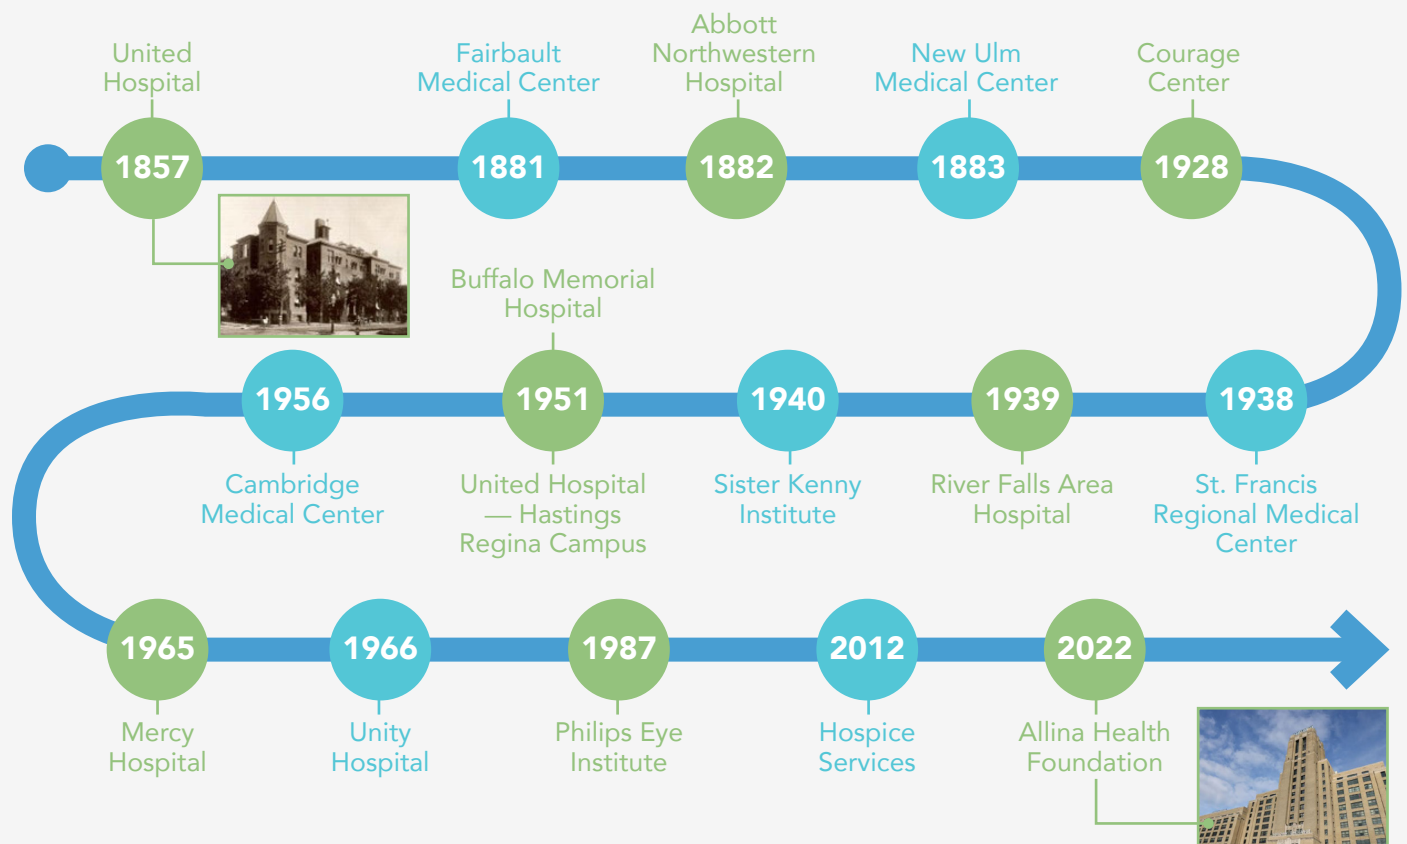 United
Hospital
1857
Fairbault
Medical Center
1881
Abbott
Northwestern
Hospital
1882
New Ulm
Medical Center
1883
Courage
Center
1928
1938
St. Francis
Regional Medical
Center
1939
River Falls Area
Hospital
1940
Sister Kenny
Institute
Buffalo Memorial
Hospital
1951
United Hospital
— Hastings
Regina Campus
1956
Cambridge
Medical Center
1965
Mercy
Hospital
1966
Unity
Hospital
1987
Philips Eye
Institute
2012
Hospice
Services
2022
Allina Health
Foundation